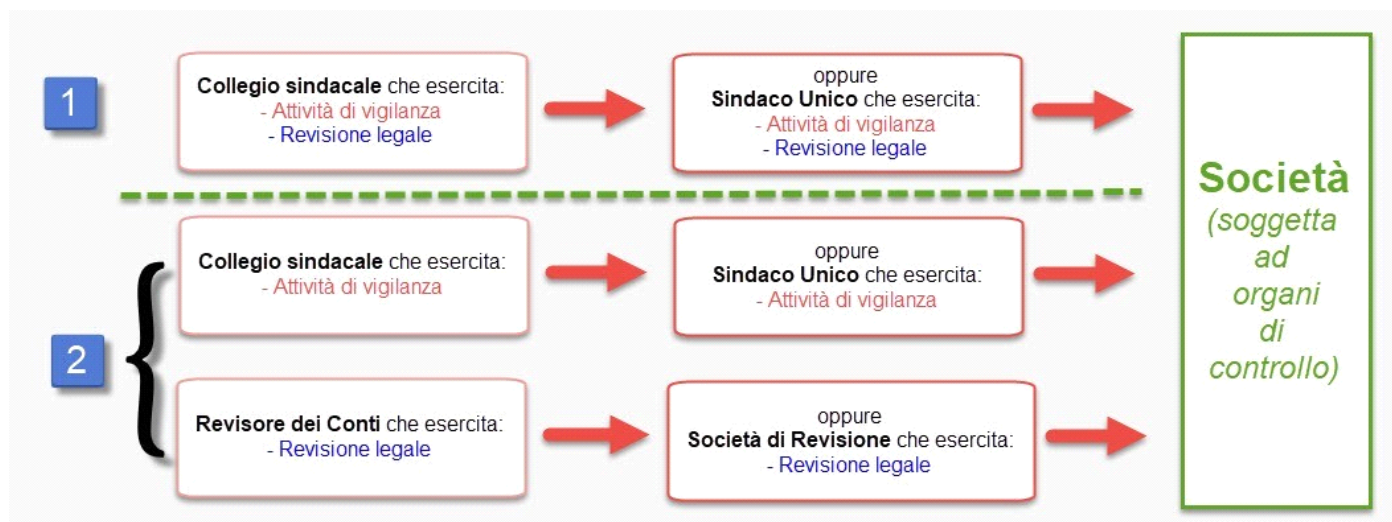 1
Collegio sindacale che esercita:
- Attività di vigilanza
- Revisione legale
oppure
Sindaco Unico che esercita:
- Attività di vigilanza
- Revisione legale
2
Collegio sindacale che esercita:
- Attività di vigilanza
oppure
Sindaco Unico che esercita:
- Attività di vigilanza
Revisore dei Conti che esercita:
- Revisione legale
oppure
Società di Revisione che esercita:
- Revisione legale
Società
(soggetta
ad
organi
di
controllo)